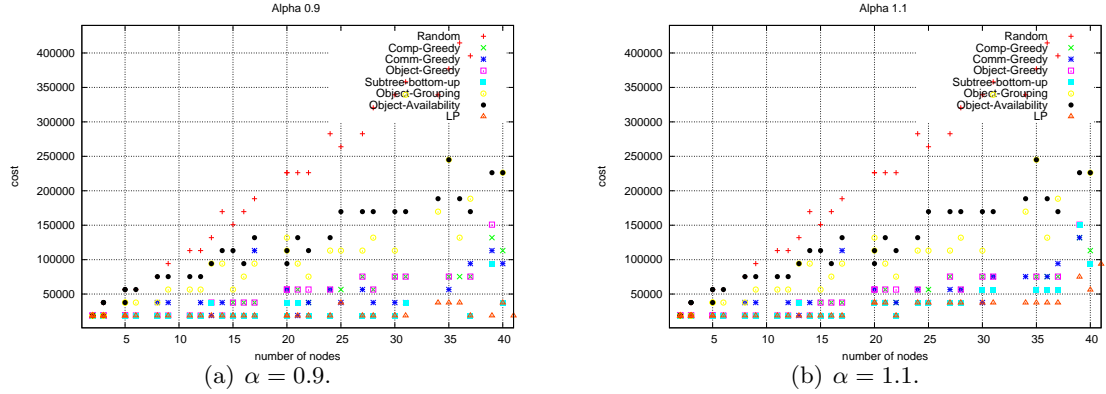 Alpha 0.9
400000
350000
300000
250000
200000
150000
100000
50000
cost
5 10 15 20 25 30 35 40
number of nodes
Random
Comp-Greedy
Comm-Greedy
Object-Greedy
Subtree-bottom-up
Object-Grouping
Object-Availability
LP
(a) α = 0.9.
Alpha 1.1
400000
350000
300000
250000
200000
150000
100000
50000
cost
5 10 15 20 25 30 35 40
number of nodes
Random
Comp-Greedy
Comm-Greedy
Object-Greedy
Subtree-bottom-up
Object-Grouping
Object-Availability
LP
(b) α = 1.1.